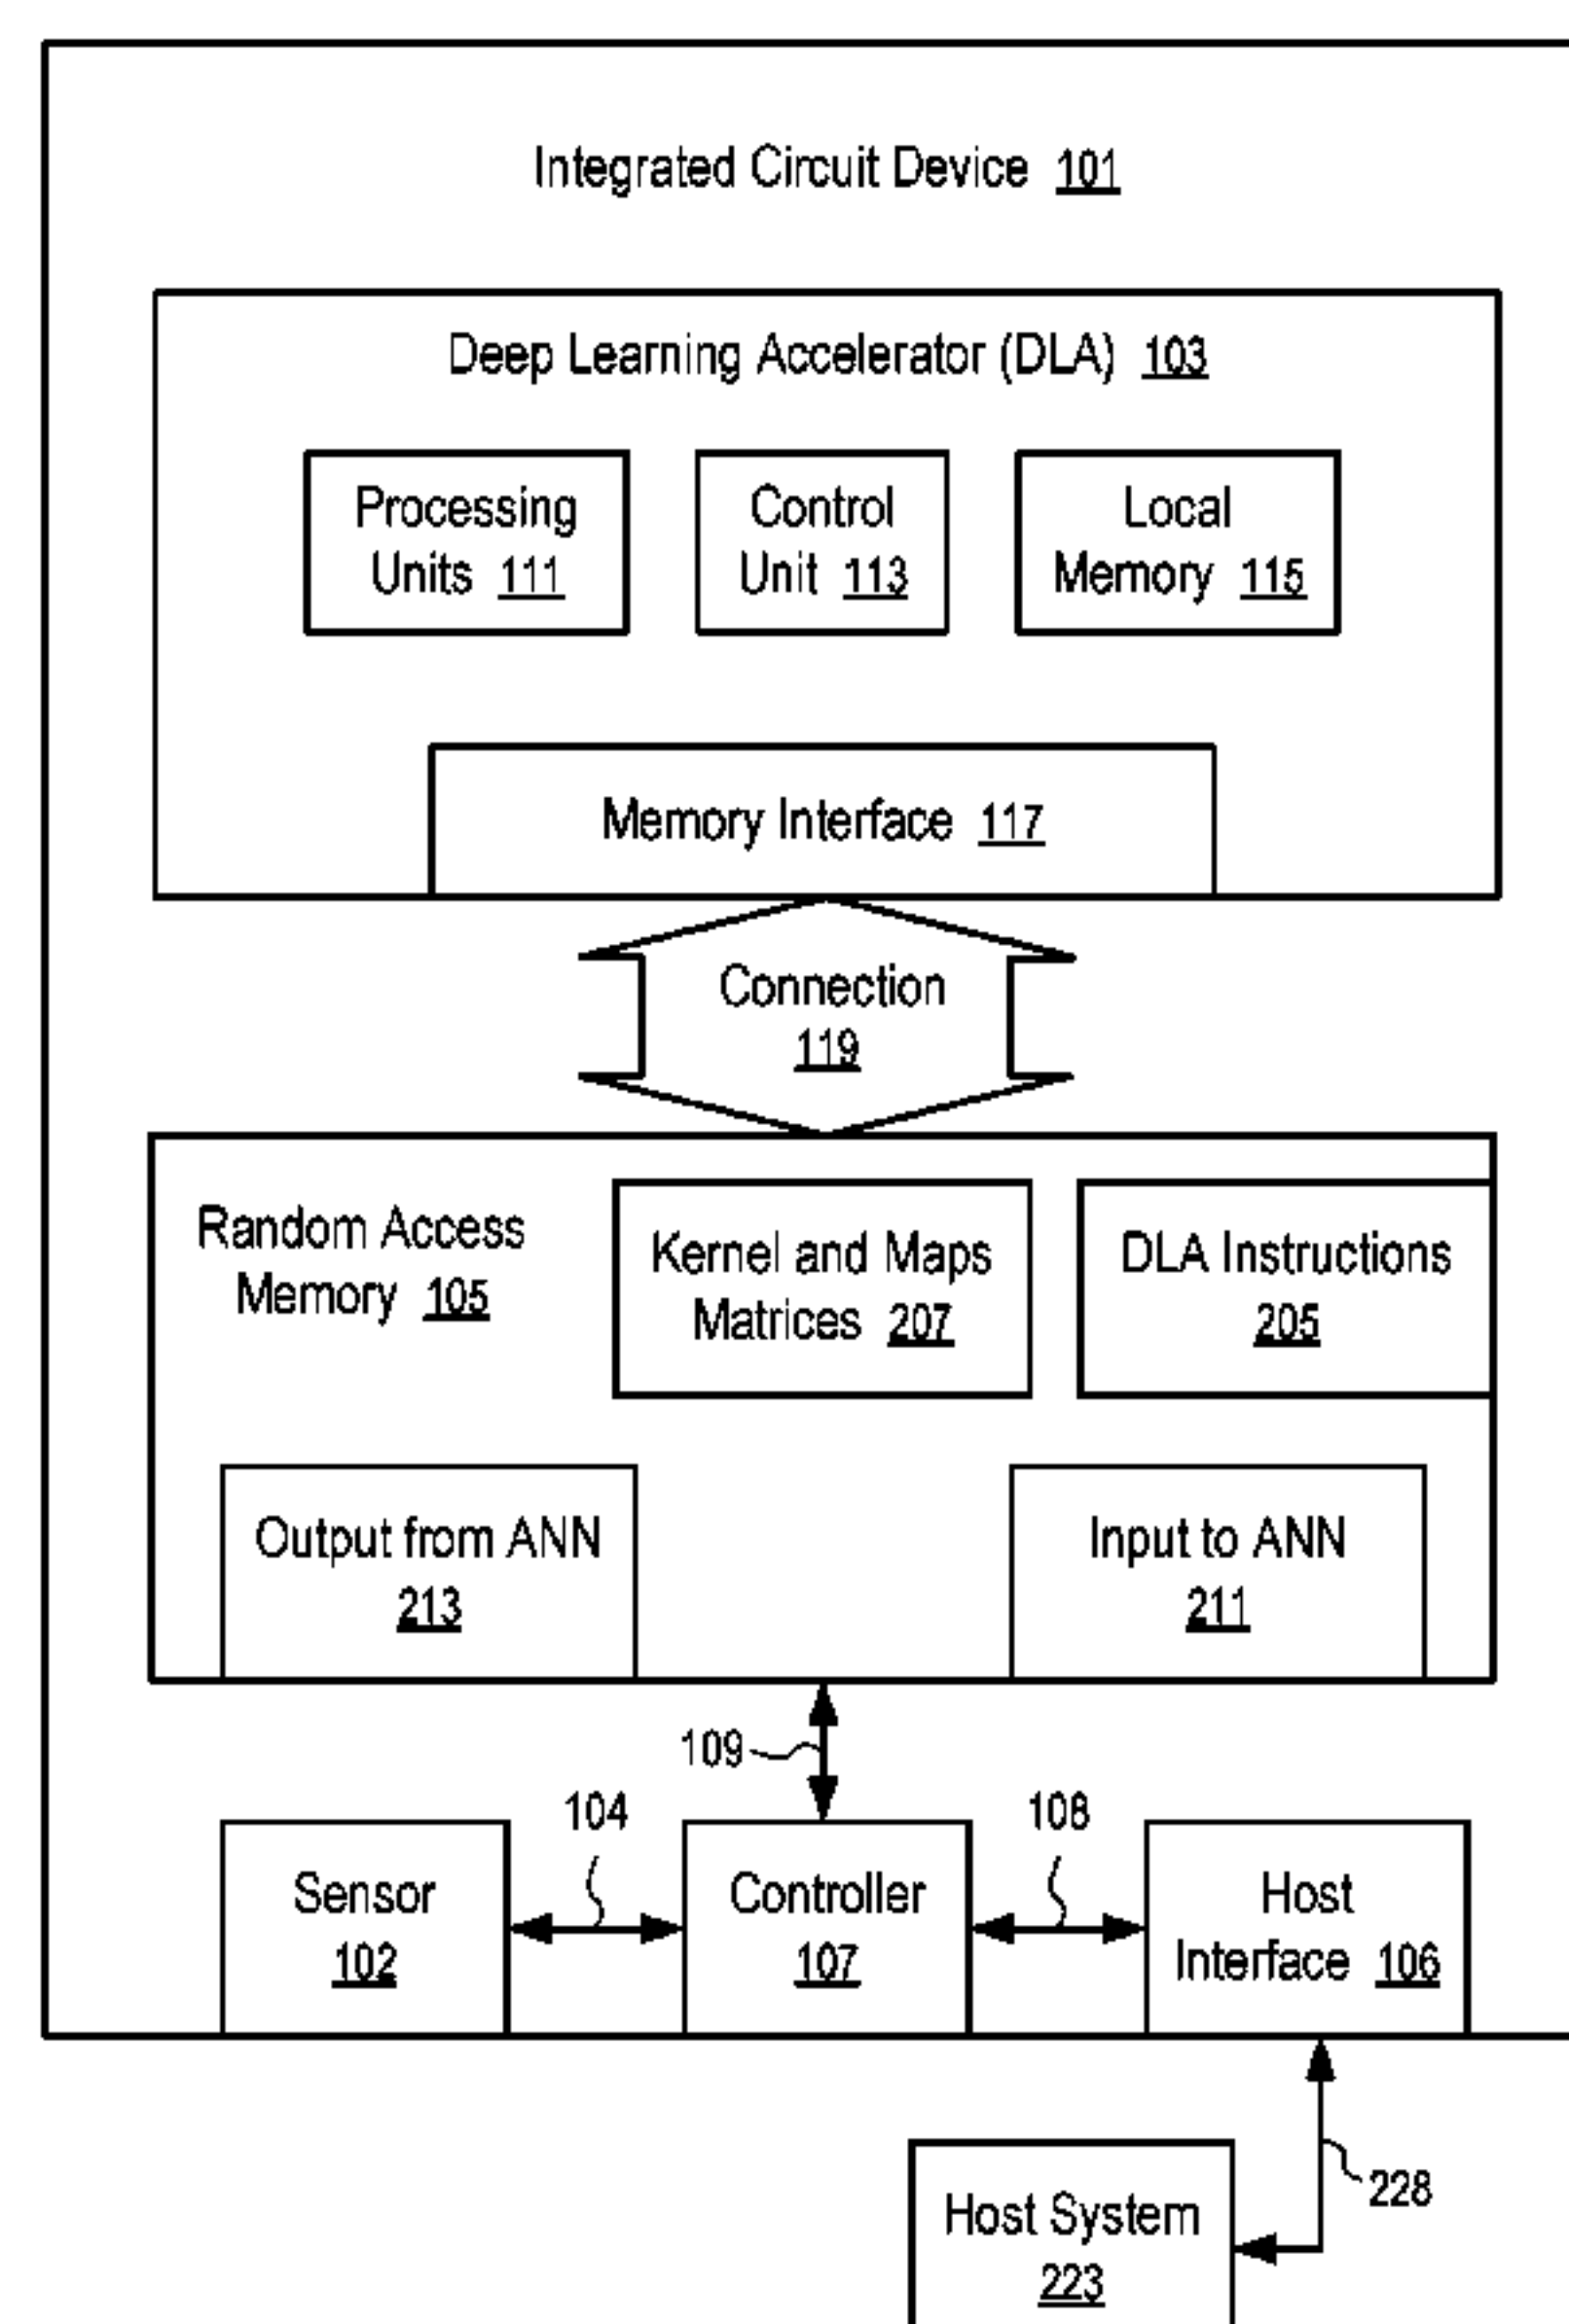 Integrated Circuit Device 101
Deep Learning Accelerator (DLA) 103
Processing
Units 111
Control
Unit 113
Local
Memory 115
Memory Interface 117
Connection
119
Random Access
Memory 105
Kernel and Maps
Matrices 207
DLA Instructions
205
Output from ANN
213
Input to ANN
211
109
104
108
Sensor
102
Controller
107
Host
Interface 106
228
Host System
223